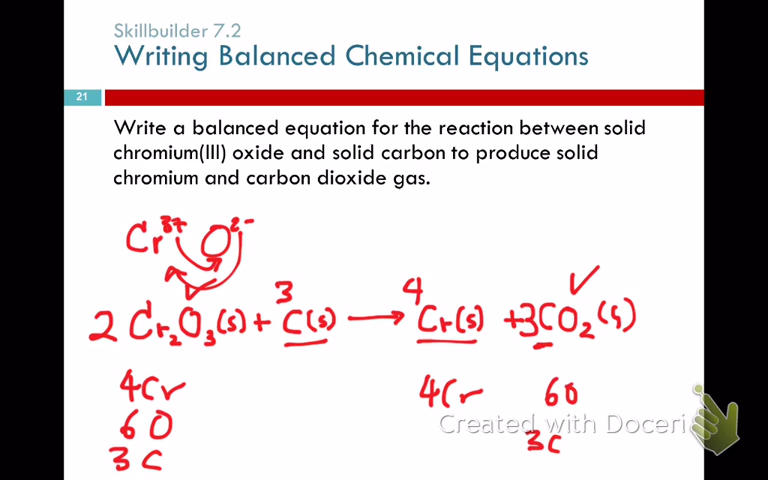 Skillbuilder 7.2
Writing Balanced Chemical Equations
21
Write a balanced equation for the reaction between solid
chromium(III) oxide and solid carbon to produce solid
chromium and carbon dioxide gas.
Cr³⁺ O²⁻
2 Cr₂O₃(s) + 3 C(s) → 4 Cr(s) + 3CO₂(g)
4Cr 4Cr 6O
6 O
3 C 3C
Created with Doceri